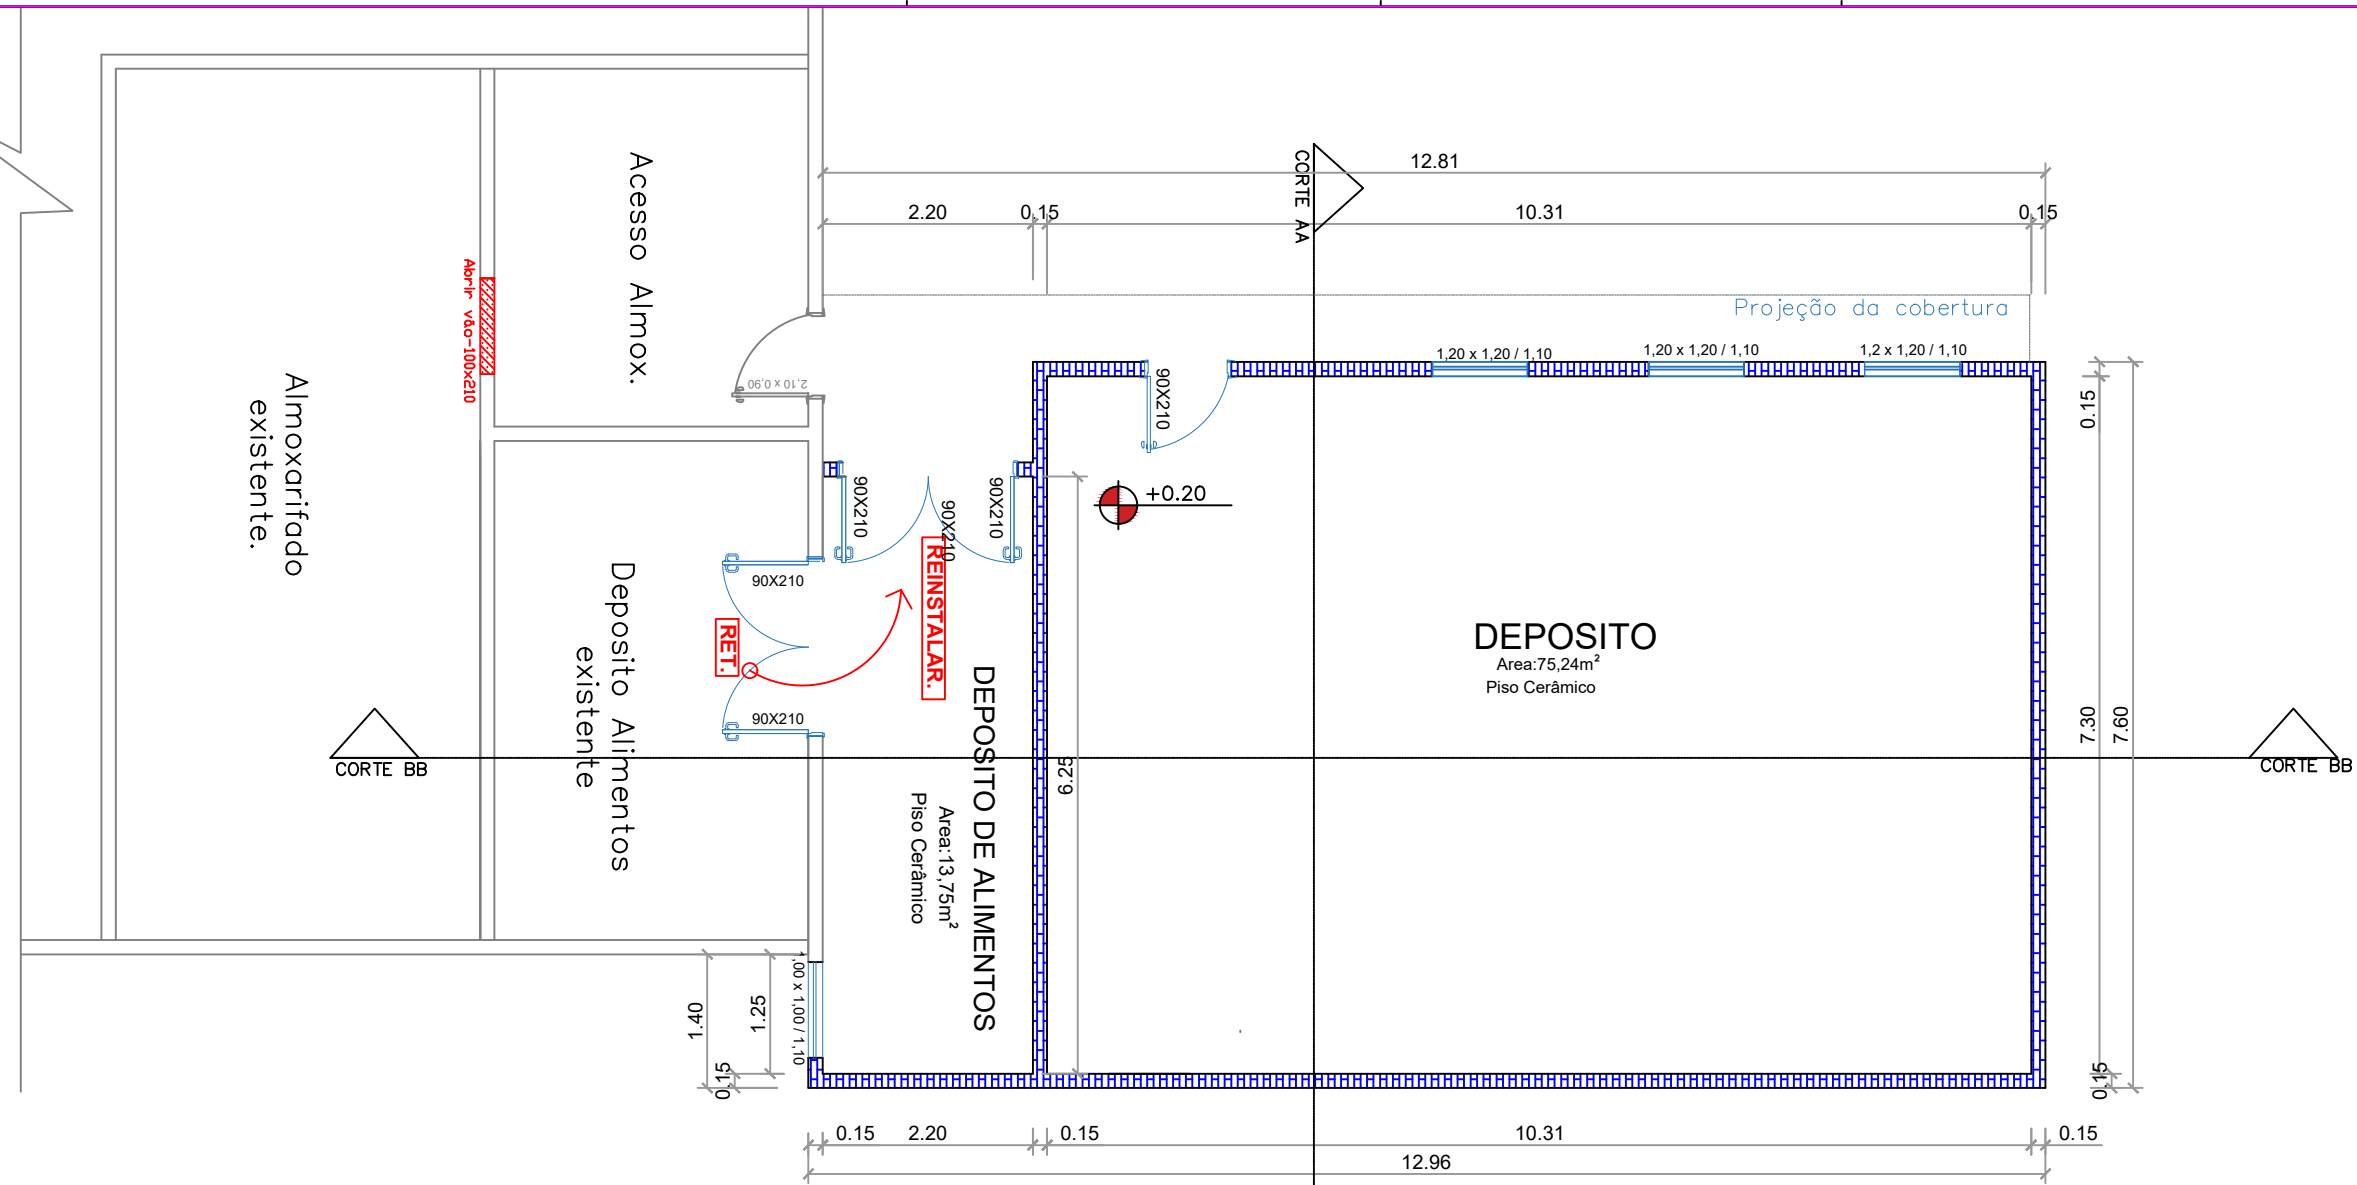 12.81
2.20
0.15
10.31
0.15
CORTE AA
Projeção da cobertura
1,20 x 1,20 / 1,10
1,20 x 1,20 / 1,10
1,2 x 1,20 / 1,10
Acesso Almox.
Abrir vão-100x210
2,10 x 0,90
Almoxarifado
existente.
90X210
90X210
90X210
90X210
+0.20
0.15
7.30
7.60
0.15
90X210
90X210
RET.
REINSTALAR.
Deposito Alimentos
existente
DEPOSITO
Area:75,24m²
Piso Cerâmico
DEPOSITO DE ALIMENTOS
Area:13,75m²
Piso Cerâmico
6.25
CORTE BB
CORTE BB
1,00 x 1,00 / 1,10
1.40
1.25
0.15
0.15
2.20
0.15
10.31
0.15
12.96